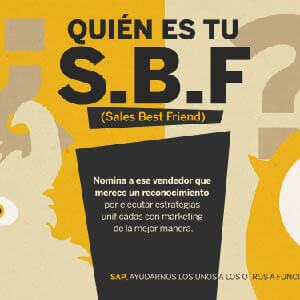 QUIÉN ES TU
S.B.F
(Sales Best Friend)
Nomina a ese vendedor que
merece un reconocimiento
por ejecutar estrategias
unificadas con marketing
de la mejor manera.
SAP, AYUDARNOS LOS UNOS A LOS OTROS A FUNCI